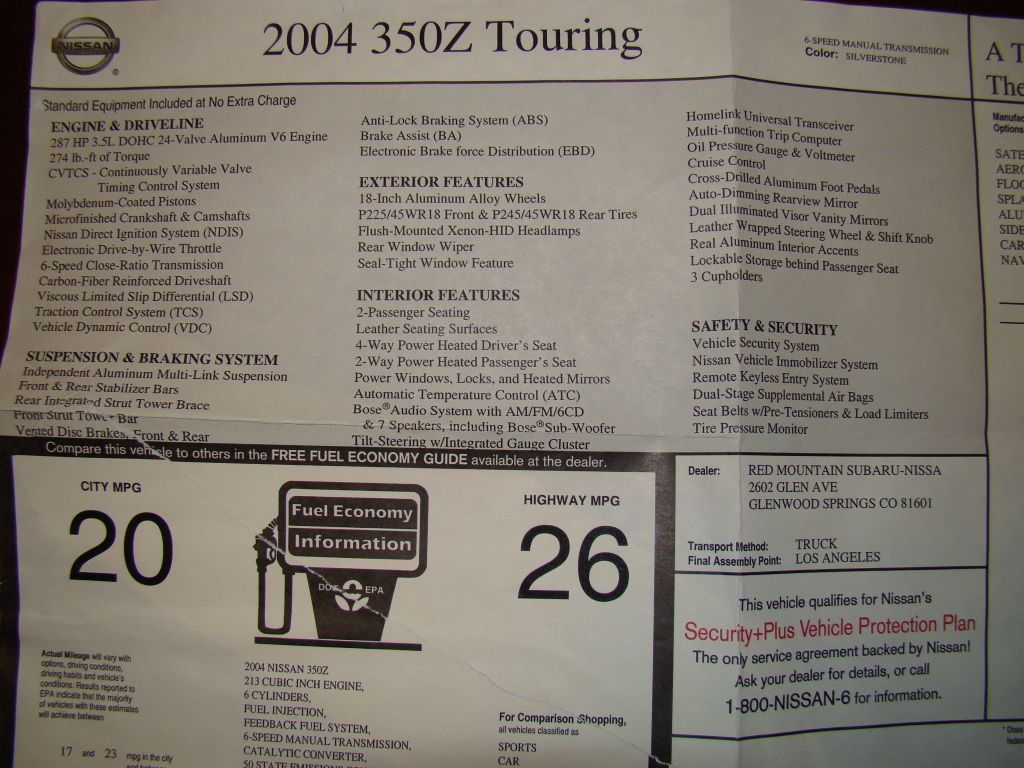 NISSAN
®
2004 350Z Touring
6-SPEED MANUAL TRANSMISSION
Color: SILVERSTONE
Standard Equipment Included at No Extra Charge
ENGINE & DRIVELINE
287 HP 3.5L DOHC 24-Valve Aluminum V6 Engine
274 lb.-ft of Torque
CVTCS - Continuously Variable Valve
Timing Control System
Molybdenum-Coated Pistons
Microfinished Crankshaft & Camshafts
Nissan Direct Ignition System (NDIS)
Electronic Drive-by-Wire Throttle
6-Speed Close-Ratio Transmission
Carbon-Fiber Reinforced Driveshaft
Viscous Limited Slip Differential (LSD)
Traction Control System (TCS)
Vehicle Dynamic Control (VDC)
SUSPENSION & BRAKING SYSTEM
Independent Aluminum Multi-Link Suspension
Front & Rear Stabilizer Bars
Rear Integrated Strut Tower Brace
Front Strut Tower Bar
Vented Disc Brakes, Front & Rear
Anti-Lock Braking System (ABS)
Brake Assist (BA)
Electronic Brake force Distribution (EBD)
EXTERIOR FEATURES
18-Inch Aluminum Alloy Wheels
P225/45WR18 Front & P245/45WR18 Rear Tires
Flush-Mounted Xenon-HID Headlamps
Rear Window Wiper
Seal-Tight Window Feature
INTERIOR FEATURES
2-Passenger Seating
Leather Seating Surfaces
4-Way Power Heated Driver's Seat
2-Way Power Heated Passenger's Seat
Power Windows, Locks, and Heated Mirrors
Automatic Temperature Control (ATC)
Bose® Audio System with AM/FM/6CD
& 7 Speakers, including Bose® Sub-Woofer
Tilt-Steering w/Integrated Gauge Cluster
Homelink Universal Transceiver
Multi-function Trip Computer
Oil Pressure Gauge & Voltmeter
Cruise Control
Cross-Drilled Aluminum Foot Pedals
Auto-Dimming Rearview Mirror
Dual Illuminated Visor Vanity Mirrors
Leather Wrapped Steering Wheel & Shift Knob
Real Aluminum Interior Accents
Lockable Storage behind Passenger Seat
3 Cupholders
SAFETY & SECURITY
Vehicle Security System
Nissan Vehicle Immobilizer System
Remote Keyless Entry System
Dual-Stage Supplemental Air Bags
Seat Belts w/Pre-Tensioners & Load Limiters
Tire Pressure Monitor
A T
The
Manufac
Options
SATE
AERO
FLOO
SPLA
ALU
SIDE
CAR
NAV
Compare this vehicle to others in the FREE FUEL ECONOMY GUIDE available at the dealer.
CITY MPG
20
Fuel Economy
Information
DOE EPA
HIGHWAY MPG
26
Actual Mileage will vary with
options, driving conditions,
driving habits and vehicle's
conditions. Results reported to
EPA indicate that the majority
of vehicles with these estimates
will achieve between
17 and 23 mpg in the city
2004 NISSAN 350Z
213 CUBIC INCH ENGINE,
6 CYLINDERS,
FUEL INJECTION,
FEEDBACK FUEL SYSTEM,
6-SPEED MANUAL TRANSMISSION,
CATALYTIC CONVERTER,
50 STATE EMISSIONS
For Comparison Shopping,
all vehicles classified as
SPORTS
CAR
Dealer: RED MOUNTAIN SUBARU-NISSA
2602 GLEN AVE
GLENWOOD SPRINGS CO 81601
Transport Method: TRUCK
Final Assembly Point: LOS ANGELES
This vehicle qualifies for Nissan's
Security+Plus Vehicle Protection Plan
The only service agreement backed by Nissan!
Ask your dealer for details, or call
1-800-NISSAN-6 for information.
* Does
federa